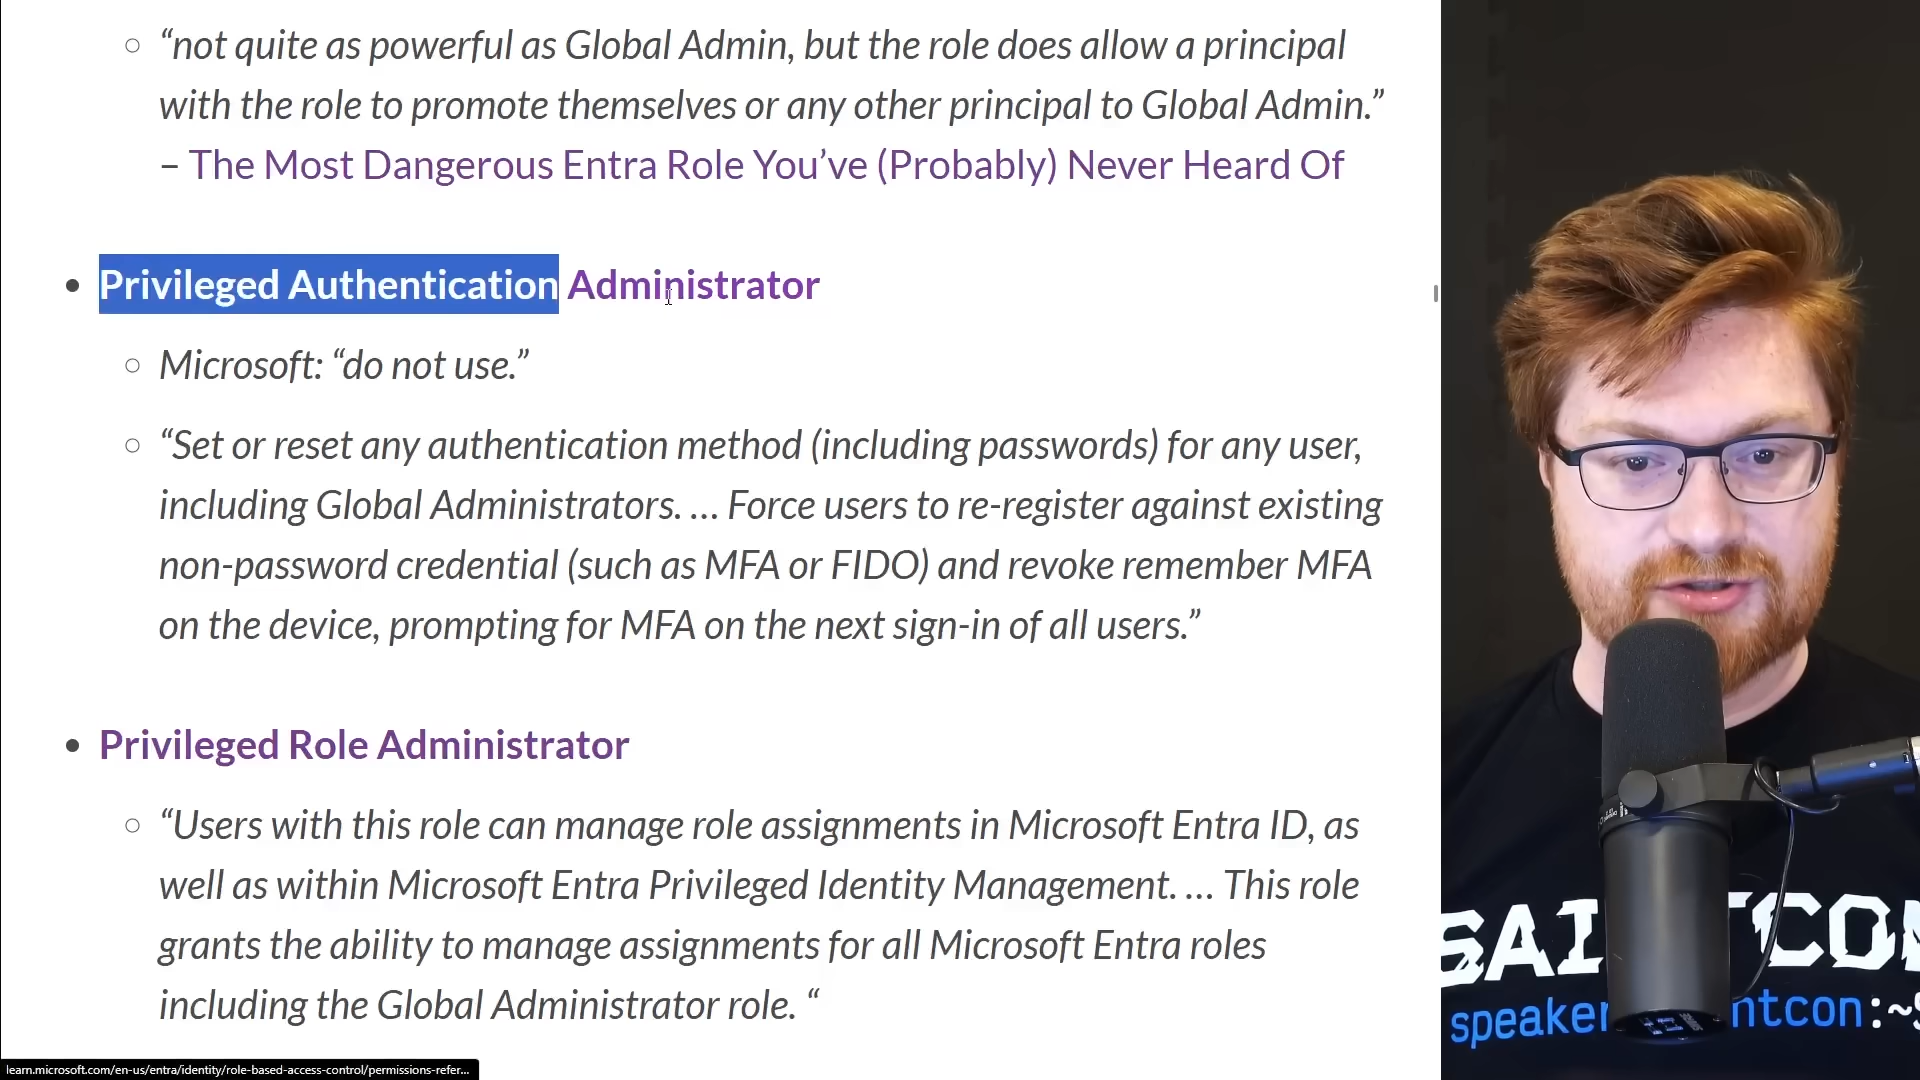 “not quite as powerful as Global Admin, but the role does allow a principal
with the role to promote themselves or any other principal to Global Admin.”
– The Most Dangerous Entra Role You’ve (Probably) Never Heard Of
Privileged Authentication Administrator
Microsoft: “do not use.”
“Set or reset any authentication method (including passwords) for any user,
including Global Administrators. … Force users to re-register against existing
non-password credential (such as MFA or FIDO) and revoke remember MFA
on the device, prompting for MFA on the next sign-in of all users.”
Privileged Role Administrator
“Users with this role can manage role assignments in Microsoft Entra ID, as
well as within Microsoft Entra Privileged Identity Management. … This role
grants the ability to manage assignments for all Microsoft Entra roles
including the Global Administrator role. “
learn.microsoft.com/en-us/entra/identity/role-based-access-control/permissions-refer...